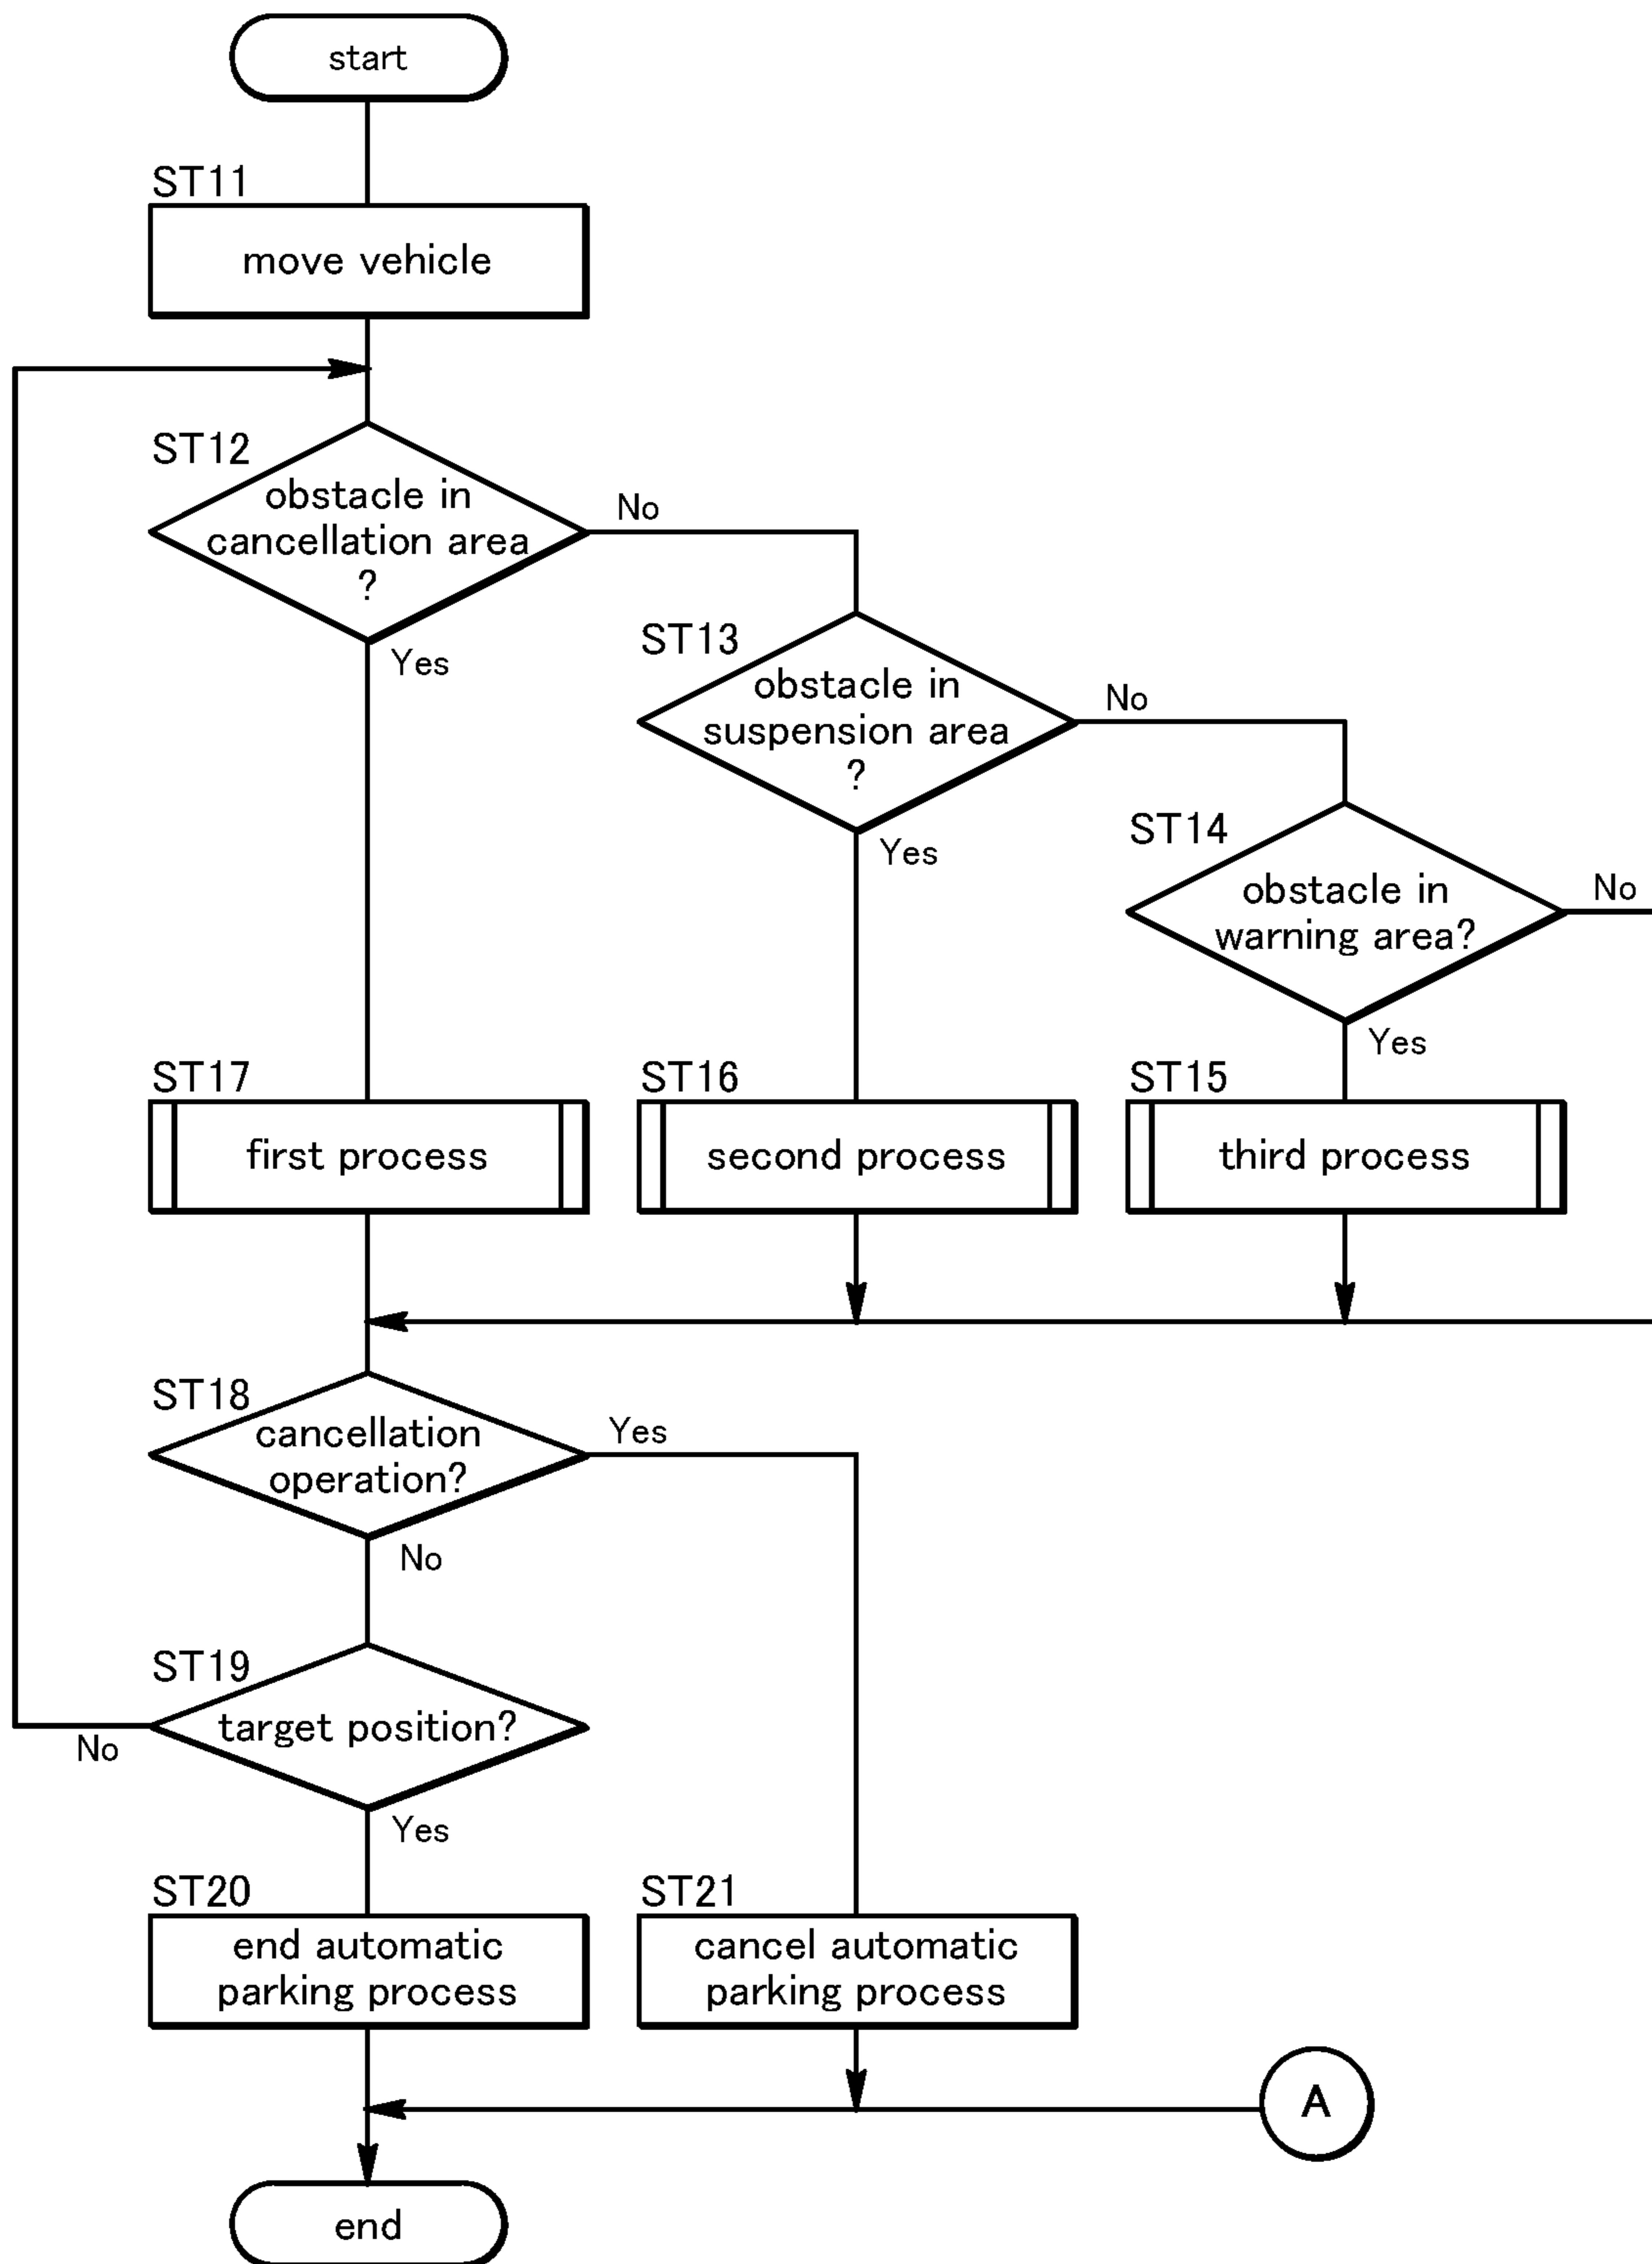 start
ST11
move vehicle
ST12
obstacle in
cancellation area
?
No
Yes
ST13
obstacle in
suspension area
?
No
Yes
ST14
obstacle in
warning area?
No
Yes
ST17
first process
ST16
second process
ST15
third process
ST18
cancellation
operation?
Yes
No
ST19
target position?
No
Yes
ST20
end automatic
parking process
ST21
cancel automatic
parking process
A
end